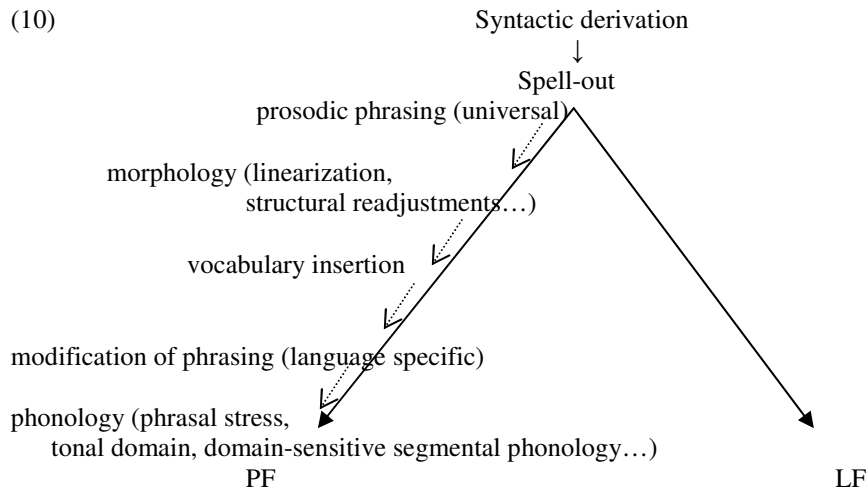 (10) Syntactic derivation
↓
Spell-out
prosodic phrasing (universal)
morphology (linearization,
structural readjustments…)
vocabulary insertion
modification of phrasing (language specific)
phonology (phrasal stress,
tonal domain, domain-sensitive segmental phonology…)
PF LF